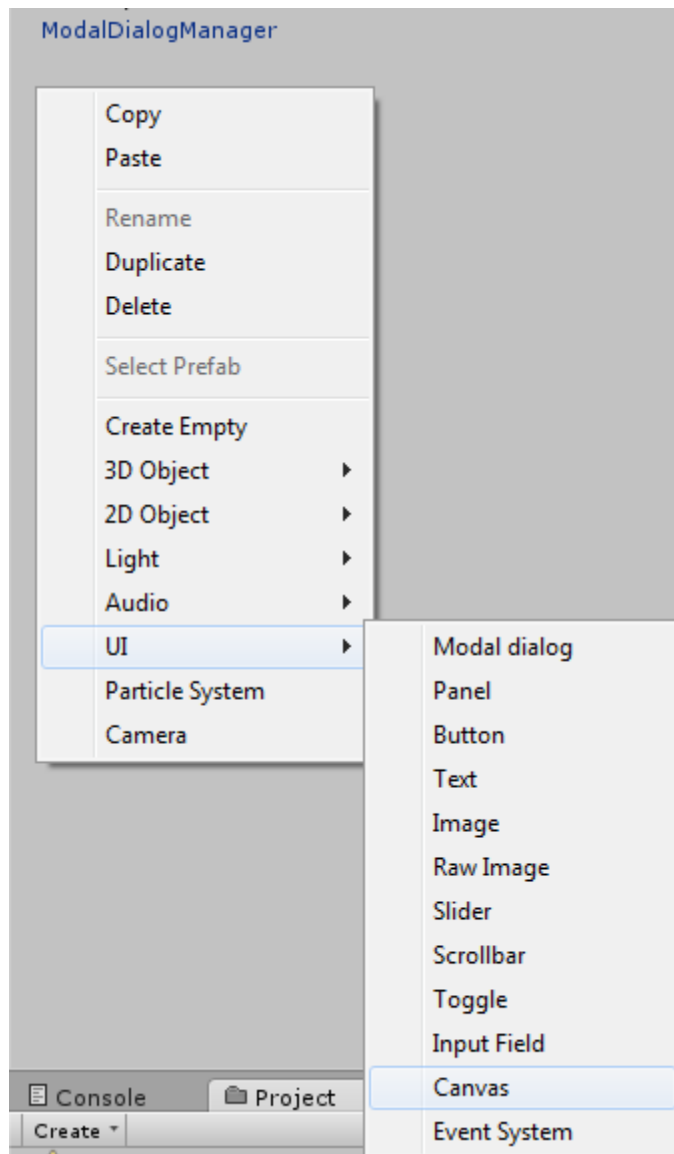 ModalDialogManager
Copy
Paste
Rename
Duplicate
Delete
Select Prefab
Create Empty
3D Object
2D Object
Light
Audio
UI
Particle System
Camera
Modal dialog
Panel
Button
Text
Image
Raw Image
Slider
Scrollbar
Toggle
Input Field
Canvas
Event System
Console Project
Create